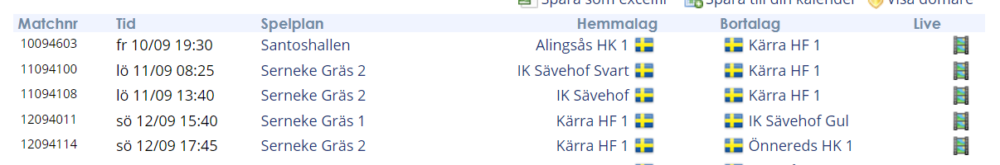 Spara som excelfil Spara till din kalender Visa domare
Matchnr Tid Spelplan Hemmalag Bortalag Live
10094603 fr 10/09 19:30 Santoshallen Alingsås HK 1 Kärra HF 1
11094100 lö 11/09 08:25 Serneke Gräs 2 IK Sävehof Svart Kärra HF 1
11094108 lö 11/09 13:40 Serneke Gräs 2 IK Sävehof Kärra HF 1
12094011 sö 12/09 15:40 Serneke Gräs 1 Kärra HF 1 IK Sävehof Gul
12094114 sö 12/09 17:45 Serneke Gräs 2 Kärra HF 1 Önnereds HK 1